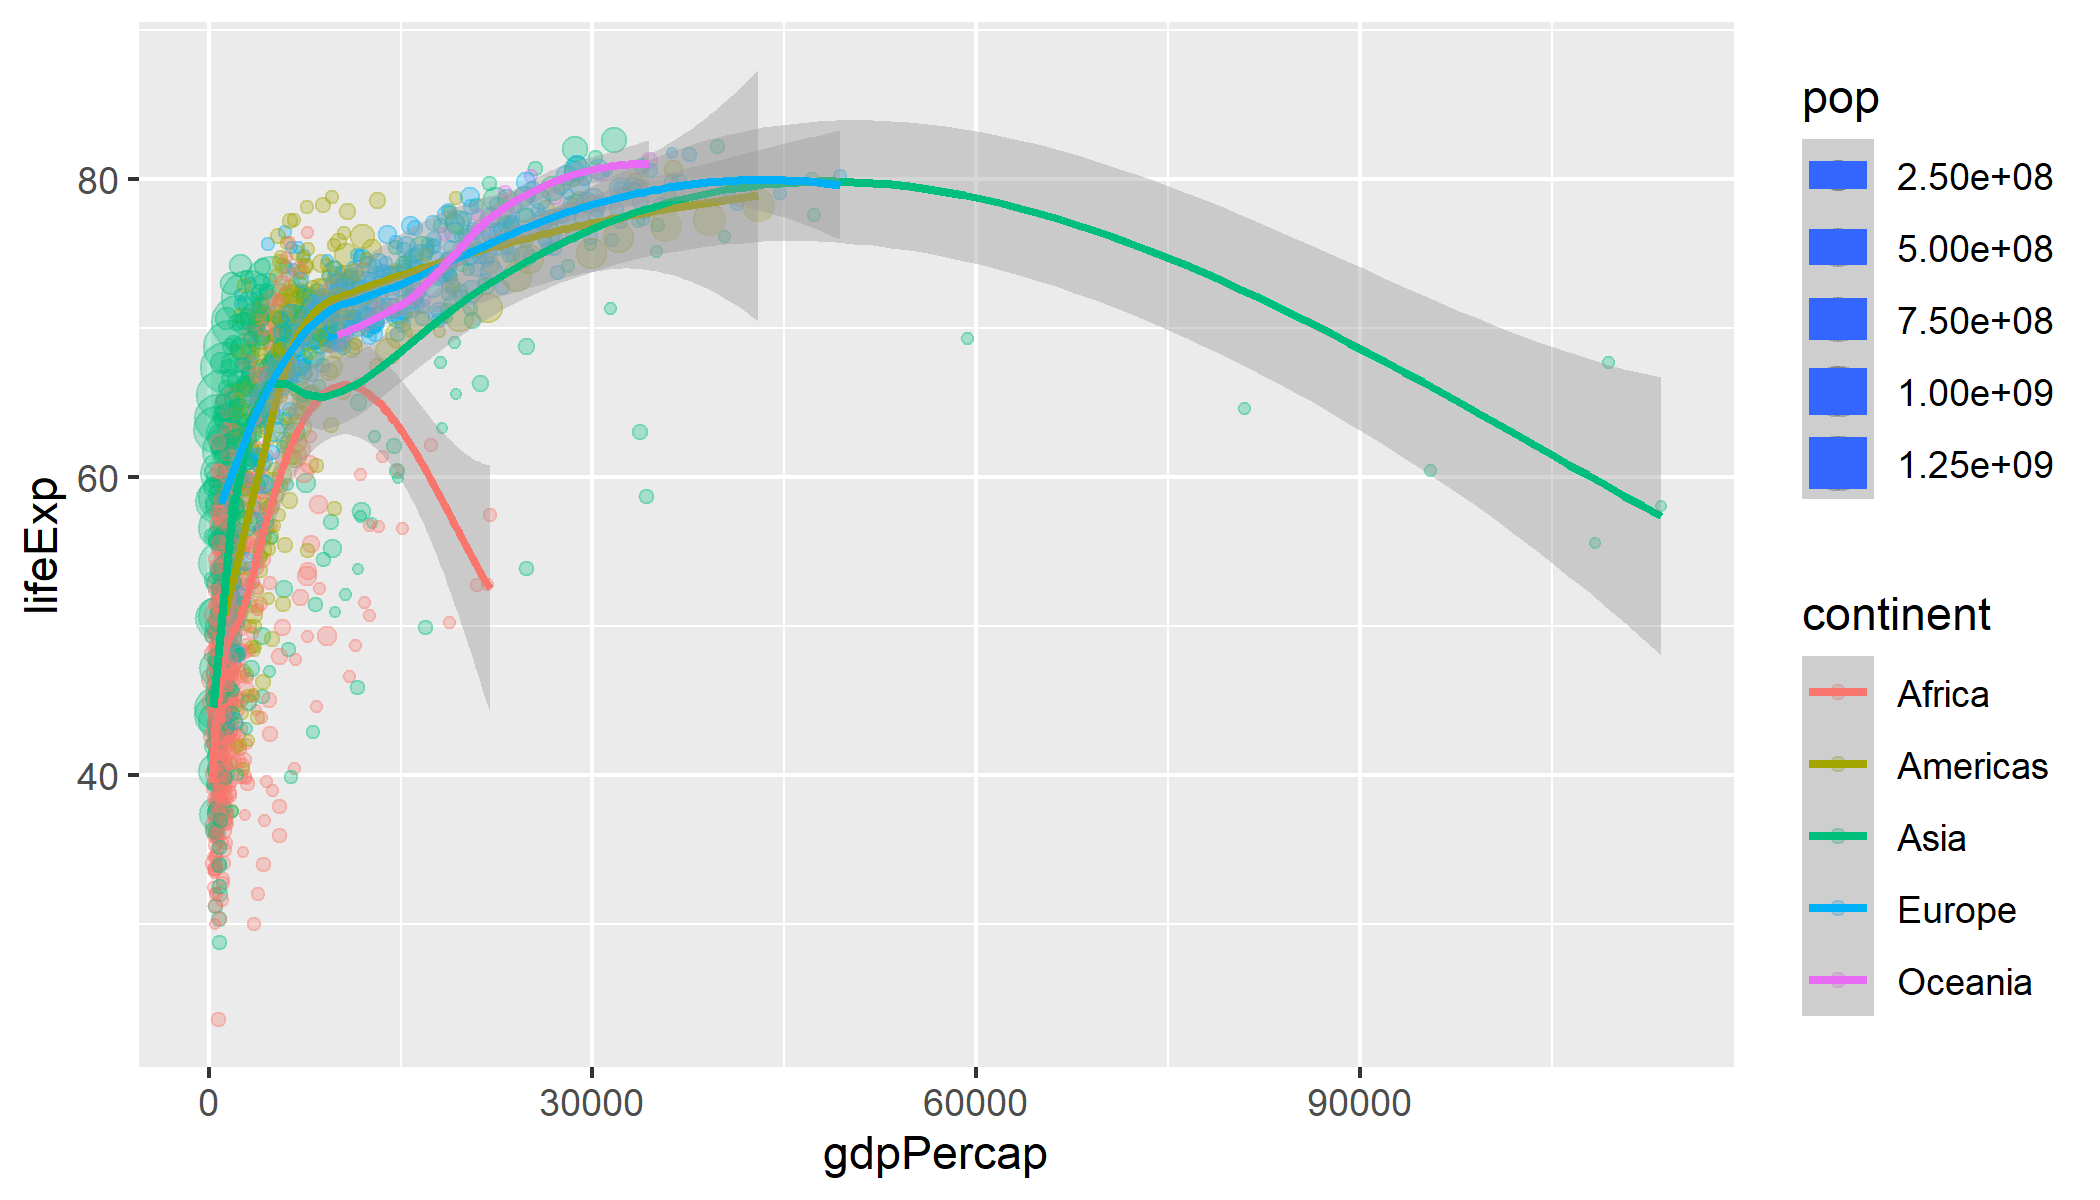 lifeExp
80
60
40
0
30000
60000
90000
gdpPercap
pop
2.50e+08
5.00e+08
7.50e+08
1.00e+09
1.25e+09
continent
Africa
Americas
Asia
Europe
Oceania